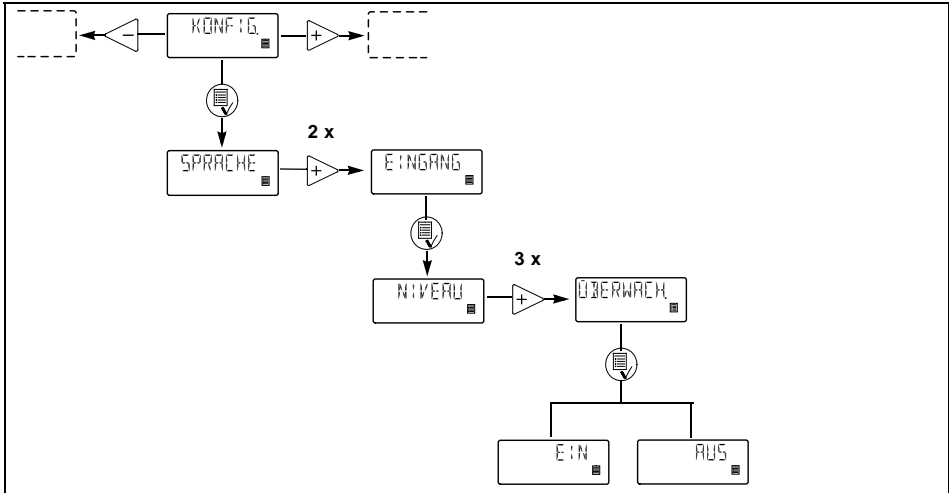 KONFIG.
SPRACHE
2 x
EINGANG
NIVEAU
3 x
ÜBERWACH.
EIN
AUS